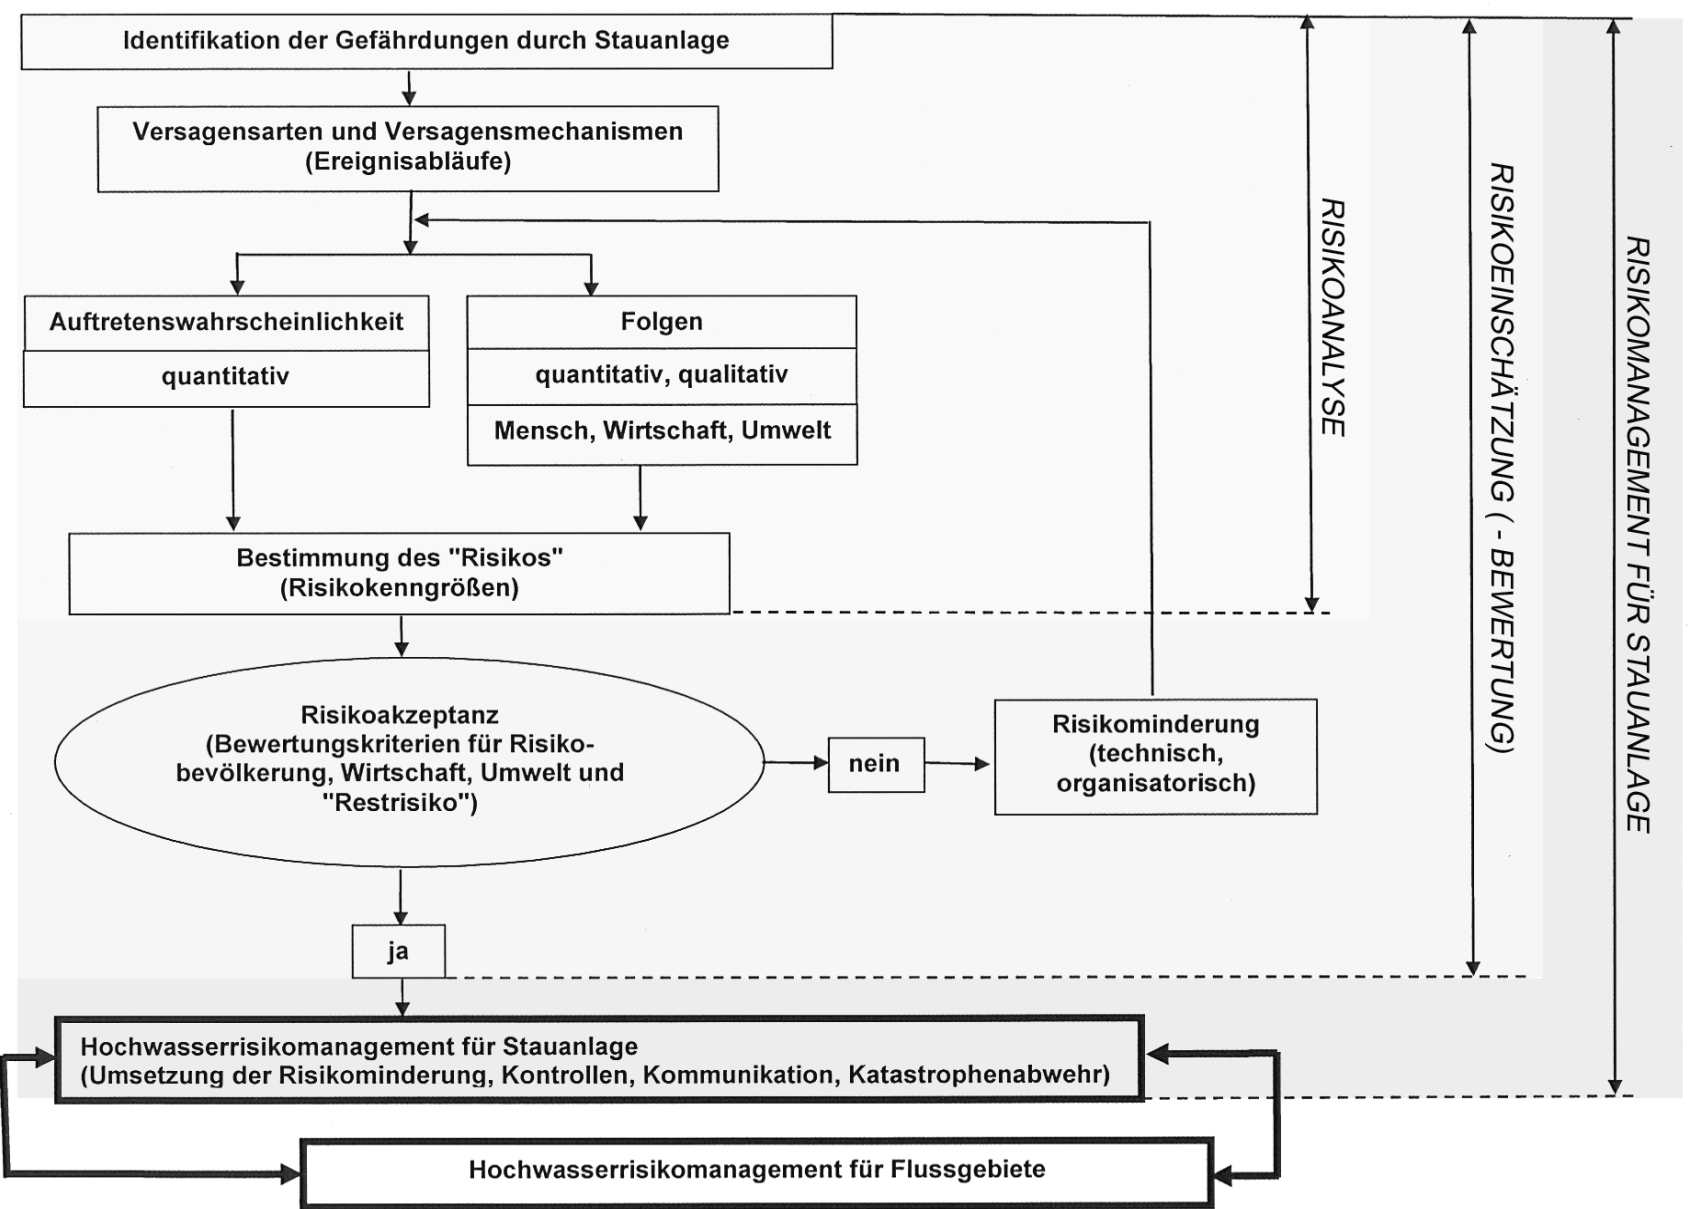 Identifikation der Gefährdungen durch Stauanlage
Versagensarten und Versagensmechanismen
(Ereignisabläufe)
Auftretenswahrscheinlichkeit
quantitativ
Folgen
quantitativ, qualitativ
Mensch, Wirtschaft, Umwelt
Bestimmung des "Risikos"
(Risikokenngrößen)
Risikoakzeptanz
(Bewertungskriterien für Risiko-
bevölkerung, Wirtschaft, Umwelt und
"Restrisiko")
nein
Risikominderung
(technisch,
organisatorisch)
ja
Hochwasserrisikomanagement für Stauanlage
(Umsetzung der Risikominderung, Kontrollen, Kommunikation, Katastrophenabwehr)
Hochwasserrisikomanagement für Flussgebiete
RISIKOANALYSE
RISIKOEINSCHÄTZUNG ( - BEWERTUNG)
RISIKOMANAGEMENT FÜR STAUANLAGE